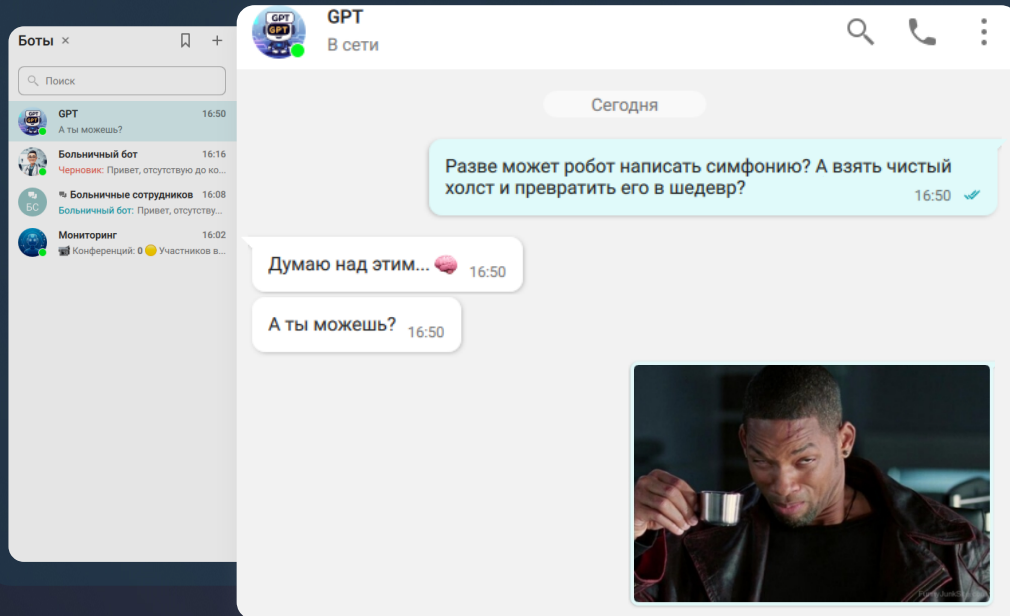 Боты ×
Поиск
GPT 16:50
А ты можешь?
Больничный бот 16:16
Черновик: Привет, отсутствую до ко...
Больничные сотрудников 16:08
БС
Больничный бот: Привет, отсутству...
Мониторинг 16:02
Конференций: 0 Участников в...
GPT
GPT
GPT
В сети
Сегодня
Разве может робот написать симфонию? А взять чистый
холст и превратить его в шедевр?
16:50
Думаю над этим... 16:50
А ты можешь? 16:50